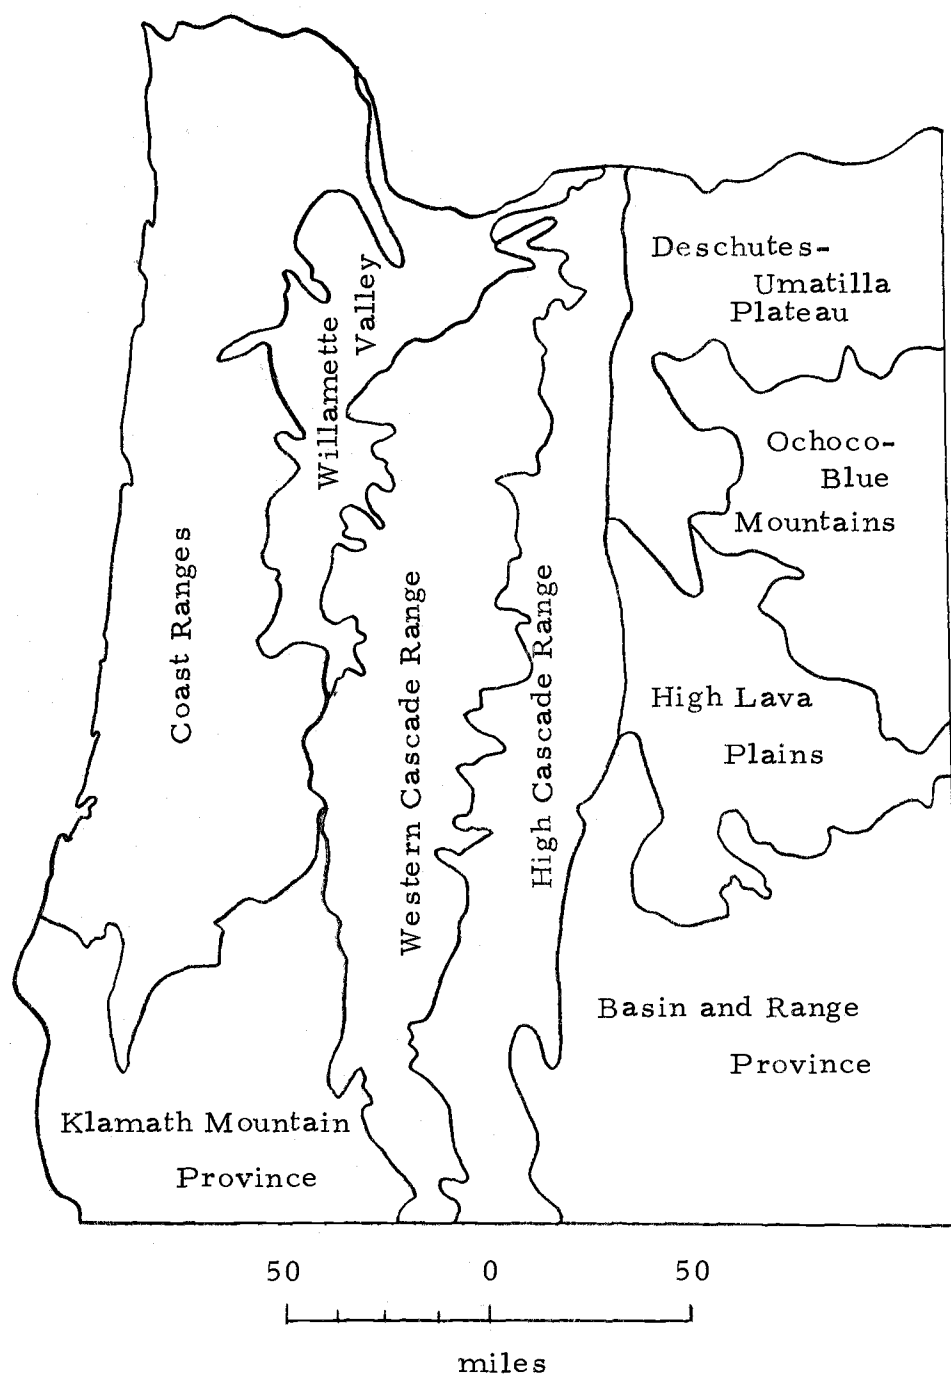 Deschutes-
Umatilla
Plateau
Willamette
Valley
Ochoco-
Blue
Mountains
Coast Ranges
Western Cascade Range
High Cascade Range
High Lava
Plains
Basin and Range
Province
Klamath Mountain
Province
50 0 50
miles